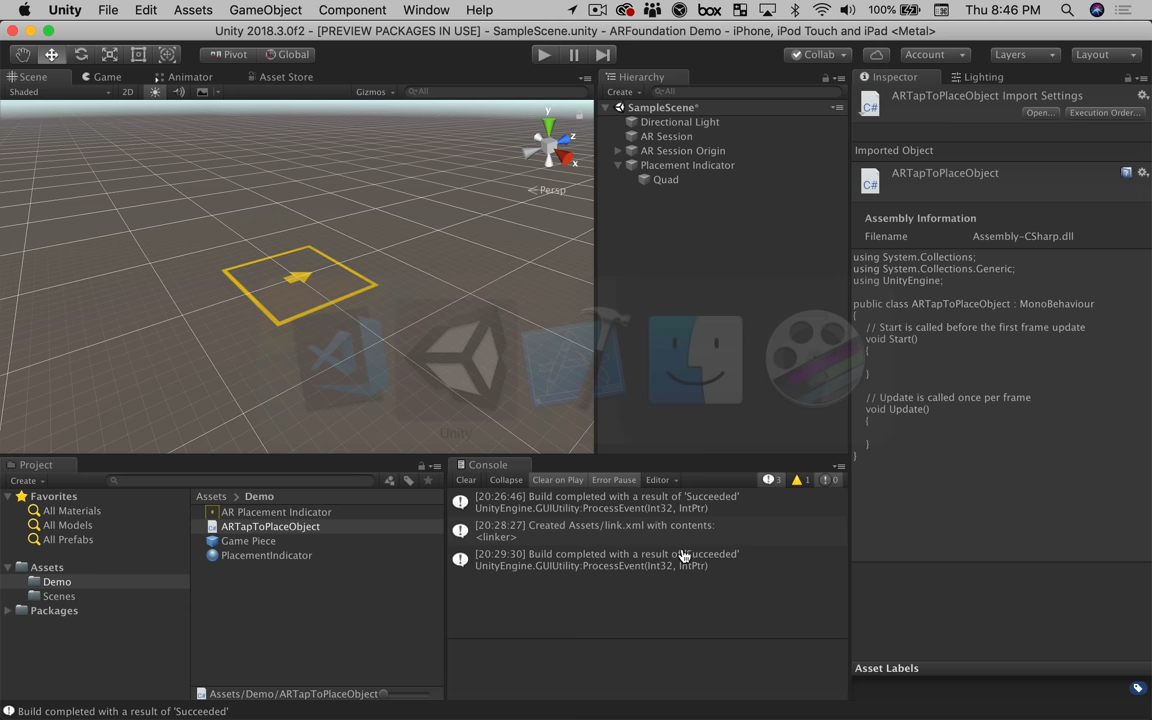 Unity File Edit Assets GameObject Component Window Help box 100% Thu 8:46 PM
Unity 2018.3.0f2 - [PREVIEW PACKAGES IN USE] - SampleScene.unity - ARFoundation Demo - iPhone, iPod Touch and iPad <Metal>
Pivot Global Collab Account Layers Layout
Scene Game Animator Asset Store
Shaded 2D Gizmos All
y
z
x
Persp
Hierarchy
Create All
SampleScene*
Directional Light
AR Session
AR Session Origin
Placement Indicator
Quad
Inspector Lighting
ARTapToPlaceObject Import Settings
C#
Open... Execution Order...
Imported Object
ARTapToPlaceObject
C#
Assembly Information
Filename Assembly-CSharp.dll
using System.Collections;
using System.Collections.Generic;
using UnityEngine;
public class ARTapToPlaceObject : MonoBehaviour
{
// Start is called before the first frame update
void Start()
{
}
// Update is called once per frame
void Update()
{
}
}
Asset Labels
Unity
Project
Create
Favorites
All Materials
All Models
All Prefabs
Assets
Demo
Scenes
Packages
Assets > Demo
AR Placement Indicator
ARTapToPlaceObject
Game Piece
PlacementIndicator
Assets/Demo/ARTapToPlaceObject
Console
Clear Collapse Clear on Play Error Pause Editor 3 1 0
[20:26:46] Build completed with a result of 'Succeeded'
UnityEngine.GUIUtility:ProcessEvent(Int32, IntPtr)
[20:28:27] Created Assets/link.xml with contents:
<linker>
[20:29:30] Build completed with a result of 'Succeeded'
UnityEngine.GUIUtility:ProcessEvent(Int32, IntPtr)
Build completed with a result of 'Succeeded'